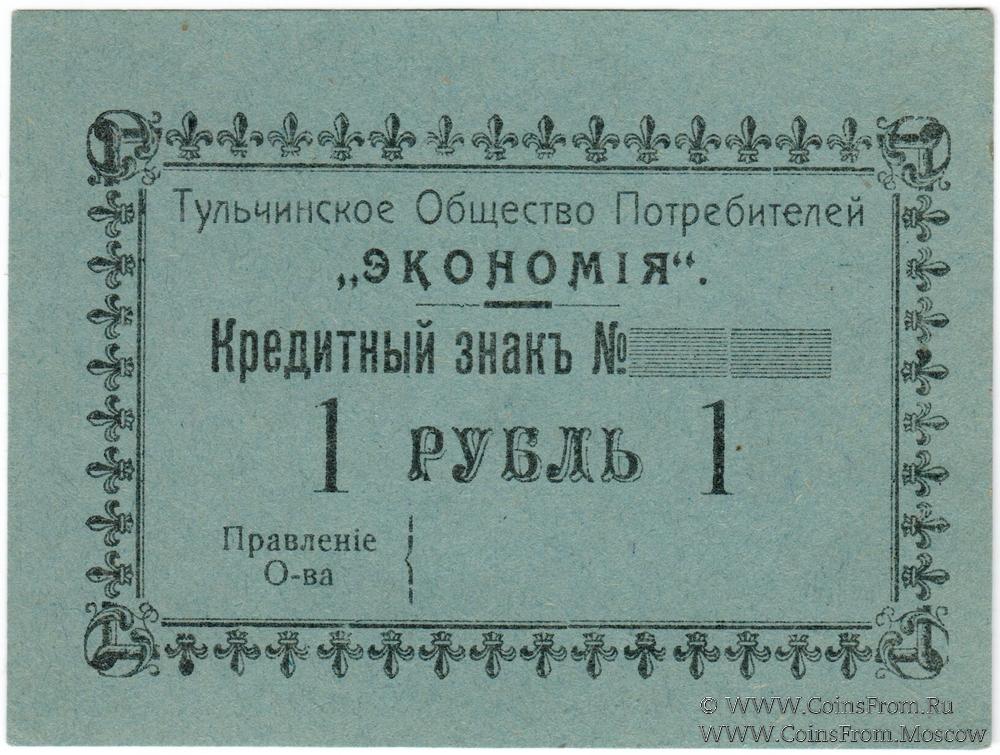 Тульчинское Общество Потребителей
„ЭКОНОМІЯ“.
Кредитный знакъ №
1 РУБЛЬ 1
Правленіе
О-ва
© WWW.CoinsFrom.Ru
WWW.CoinsFrom.Moscow